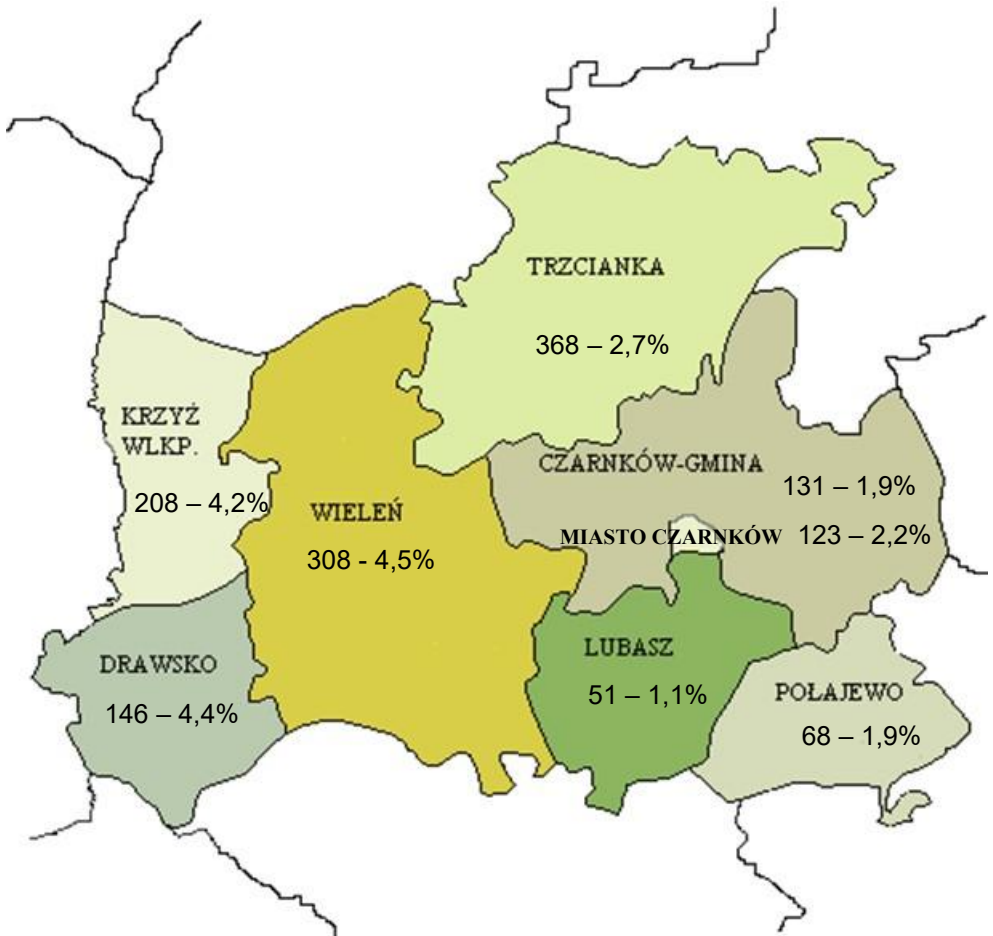 TRZCIANKA
368 – 2,7%
KRZYŻ
WLKP.
208 – 4,2%
WIELEŃ
308 - 4,5%
CZARNKÓW-GMINA
131 – 1,9%
MIASTO CZARNKÓW
123 – 2,2%
DRAWSKO
146 – 4,4%
LUBASZ
51 – 1,1%
POŁAJEWO
68 – 1,9%